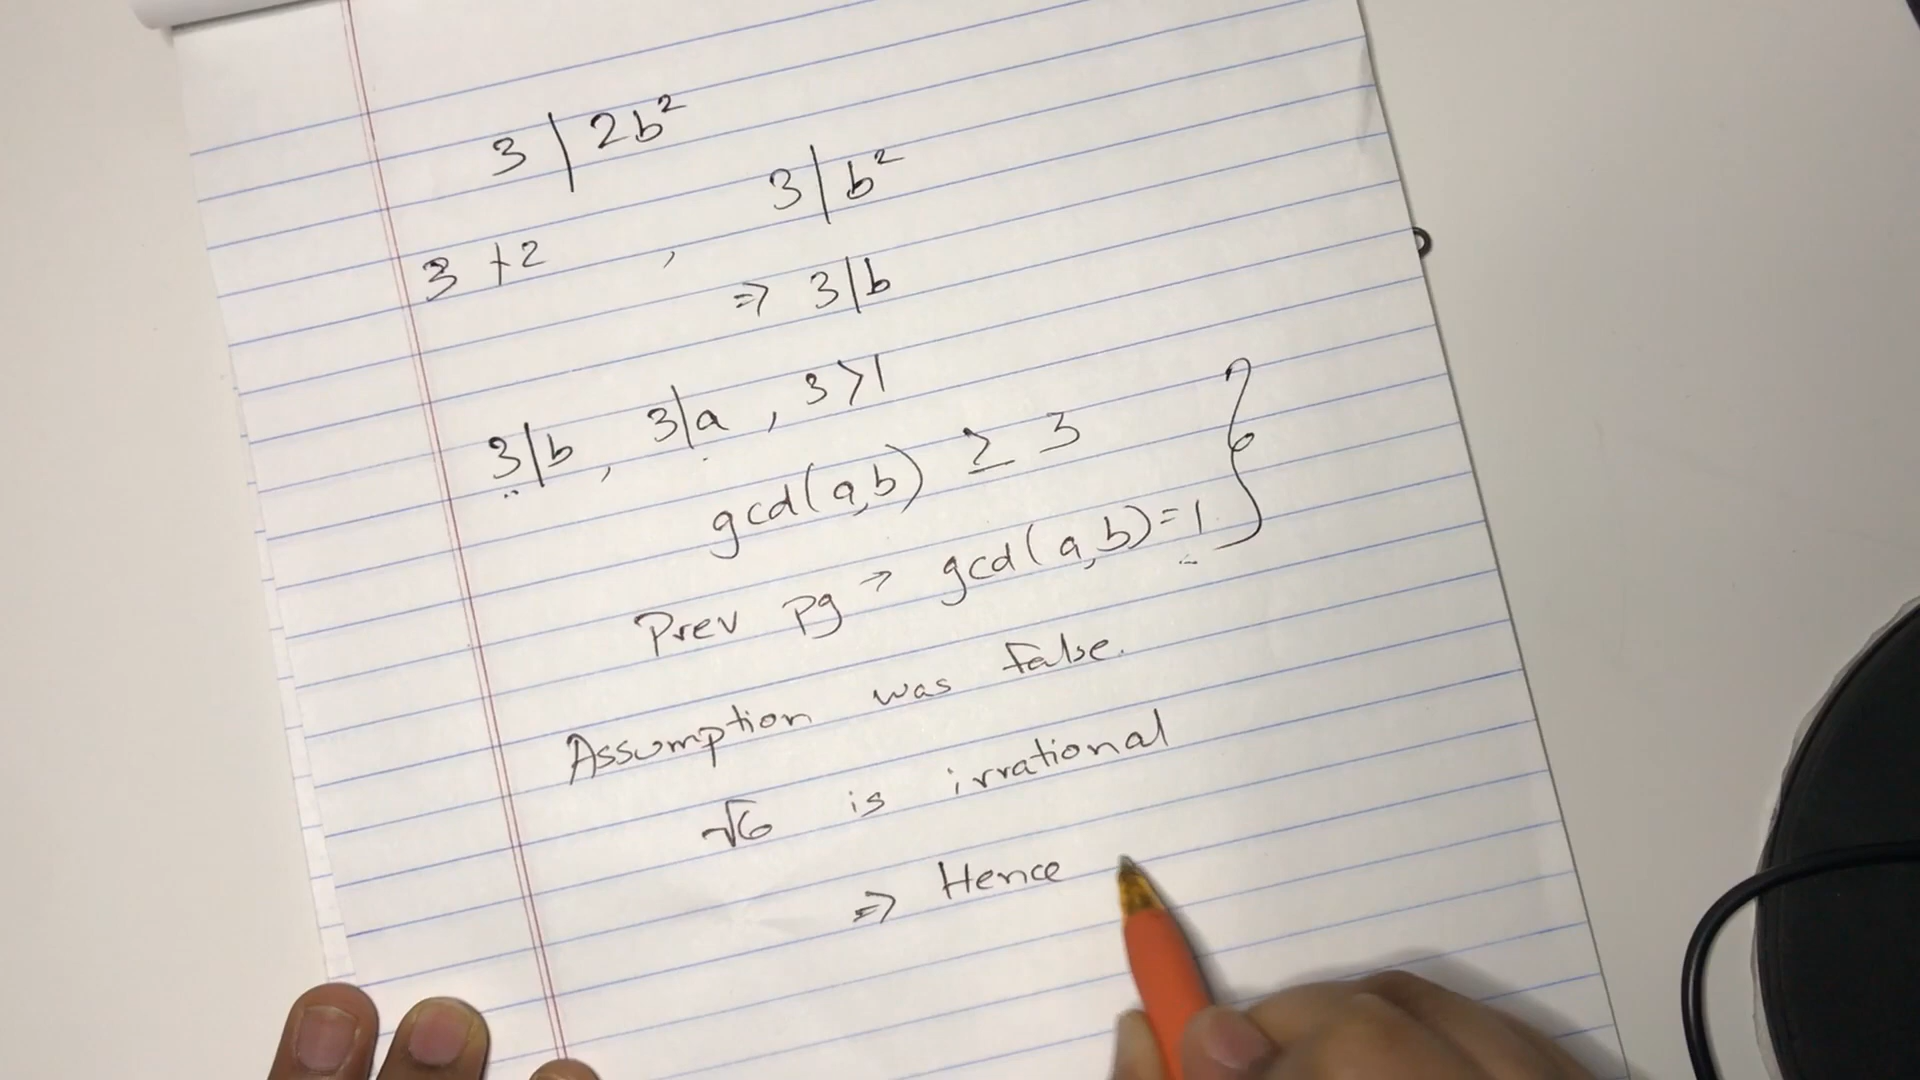 3 | 2b²
3 ∤ 2 , 3 | b²
⇒ 3 | b
3 | b , 3 | a , 3 > 1
gcd(a,b) ≥ 3
Prev pg → gcd(a,b) = 1
Assumption was false.
√6 is irrational
⇒ Hence